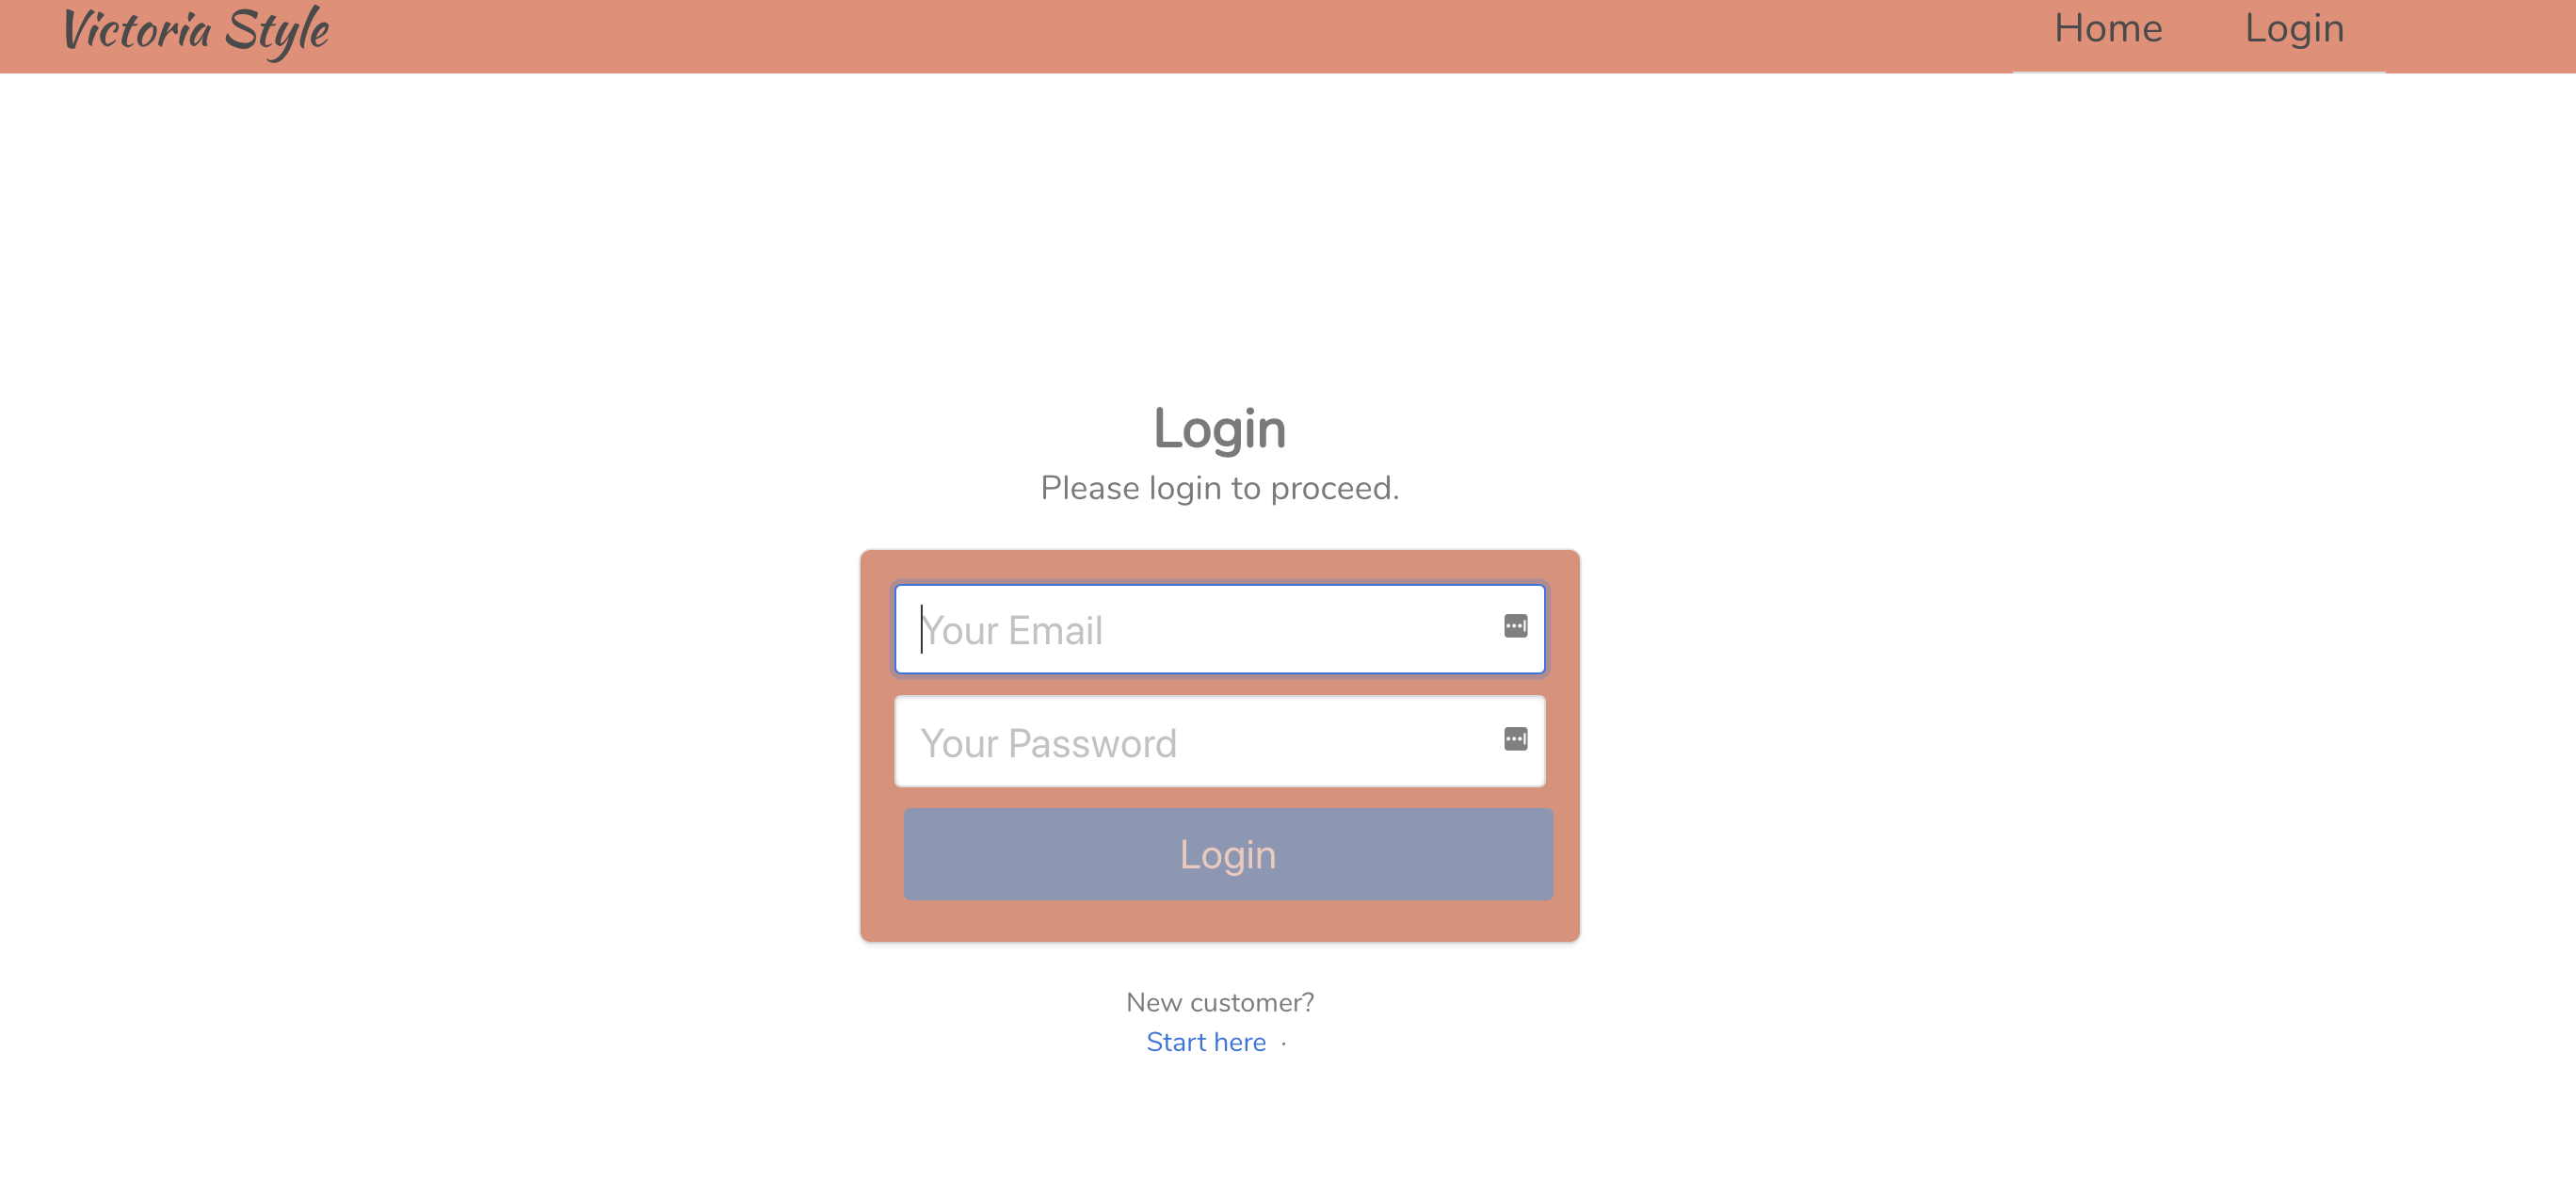 Victoria Style
Home Login
Login
Please login to proceed.
Your Email
Your Password
Login
New customer?
Start here ·